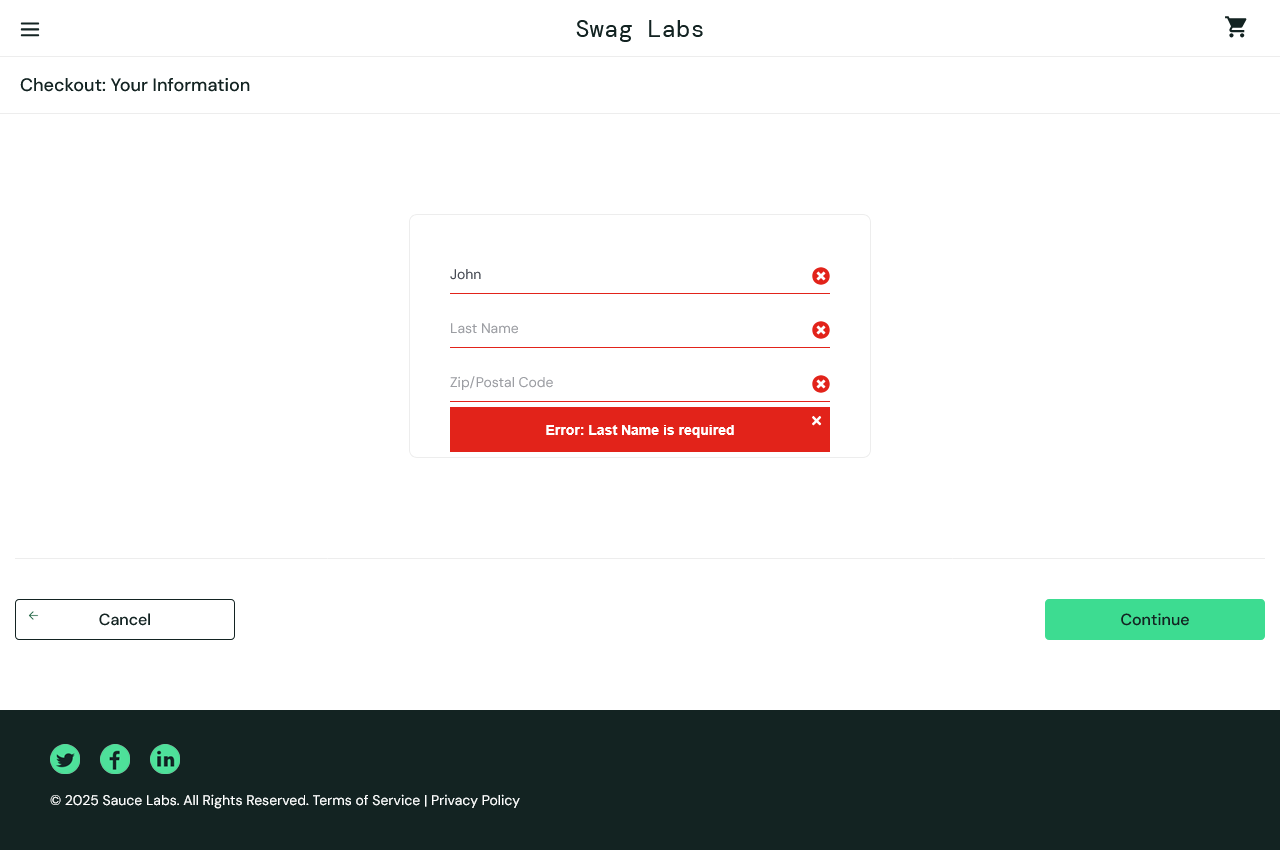 Swag Labs
Checkout: Your Information
John
Last Name
Zip/Postal Code
Error: Last Name is required
Cancel
Continue
© 2025 Sauce Labs. All Rights Reserved. Terms of Service | Privacy Policy